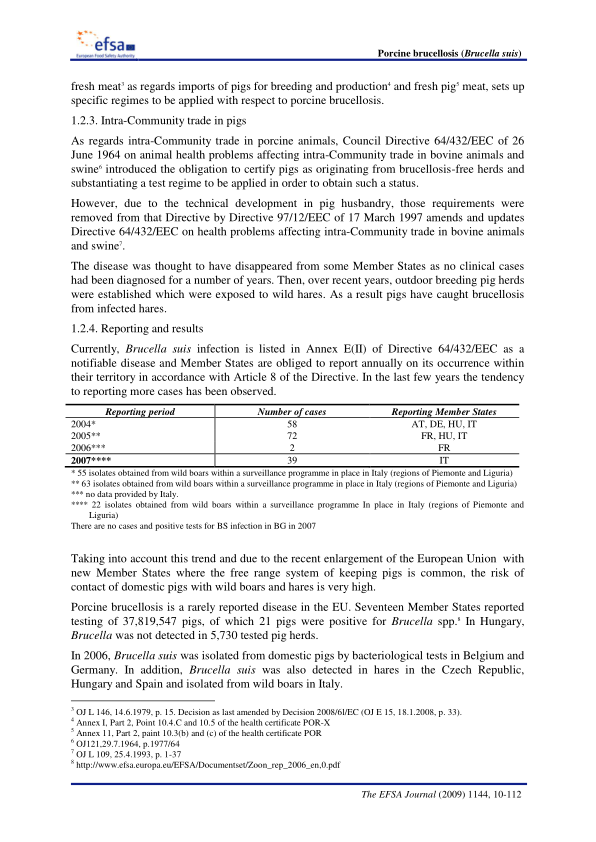 efsa
European Food Safety Authority
Porcine brucellosis (Brucella suis)
fresh meat³ as regards imports of pigs for breeding and production⁴ and fresh pig⁵ meat, sets up
specific regimes to be applied with respect to porcine brucellosis.
1.2.3. Intra-Community trade in pigs
As regards intra-Community trade in porcine animals, Council Directive 64/432/EEC of 26
June 1964 on animal health problems affecting intra-Community trade in bovine animals and
swine⁶ introduced the obligation to certify pigs as originating from brucellosis-free herds and
substantiating a test regime to be applied in order to obtain such a status.
However, due to the technical development in pig husbandry, those requirements were
removed from that Directive by Directive 97/12/EEC of 17 March 1997 amends and updates
Directive 64/432/EEC on health problems affecting intra-Community trade in bovine animals
and swine⁷.
The disease was thought to have disappeared from some Member States as no clinical cases
had been diagnosed for a number of years. Then, over recent years, outdoor breeding pig herds
were established which were exposed to wild hares. As a result pigs have caught brucellosis
from infected hares.
1.2.4. Reporting and results
Currently, Brucella suis infection is listed in Annex E(II) of Directive 64/432/EEC as a
notifiable disease and Member States are obliged to report annually on its occurrence within
their territory in accordance with Article 8 of the Directive. In the last few years the tendency
to reporting more cases has been observed.
Reporting period Number of cases Reporting Member States
2004* 58 AT, DE, HU, IT
2005** 72 FR, HU, IT
2006*** 2 FR
2007**** 39 IT
* 55 isolates obtained from wild boars within a surveillance programme in place in Italy (regions of Piemonte and Liguria)
** 63 isolates obtained from wild boars within a surveillance programme in place in Italy (regions of Piemonte and Liguria)
*** no data provided by Italy.
**** 22 isolates obtained from wild boars within a surveillance programme In place in Italy (regions of Piemonte and
Liguria)
There are no cases and positive tests for BS infection in BG in 2007
Taking into account this trend and due to the recent enlargement of the European Union with
new Member States where the free range system of keeping pigs is common, the risk of
contact of domestic pigs with wild boars and hares is very high.
Porcine brucellosis is a rarely reported disease in the EU. Seventeen Member States reported
testing of 37,819,547 pigs, of which 21 pigs were positive for Brucella spp.⁸ In Hungary,
Brucella was not detected in 5,730 tested pig herds.
In 2006, Brucella suis was isolated from domestic pigs by bacteriological tests in Belgium and
Germany. In addition, Brucella suis was also detected in hares in the Czech Republic,
Hungary and Spain and isolated from wild boars in Italy.
³ OJ L 146, 14.6.1979, p. 15. Decision as last amended by Decision 2008/6I/EC (OJ E 15, 18.1.2008, p. 33).
⁴ Annex I, Part 2, Point 10.4.C and 10.5 of the health certificate POR-X
⁵ Annex 11, Part 2, paint 10.3(b) and (c) of the health certificate POR
⁶ OJ121,29.7.1964, p.1977/64
⁷ OJ L 109, 25.4.1993, p. 1-37
⁸ http://www.efsa.europa.eu/EFSA/Documentset/Zoon_rep_2006_en,0.pdf
The EFSA Journal (2009) 1144, 10-112